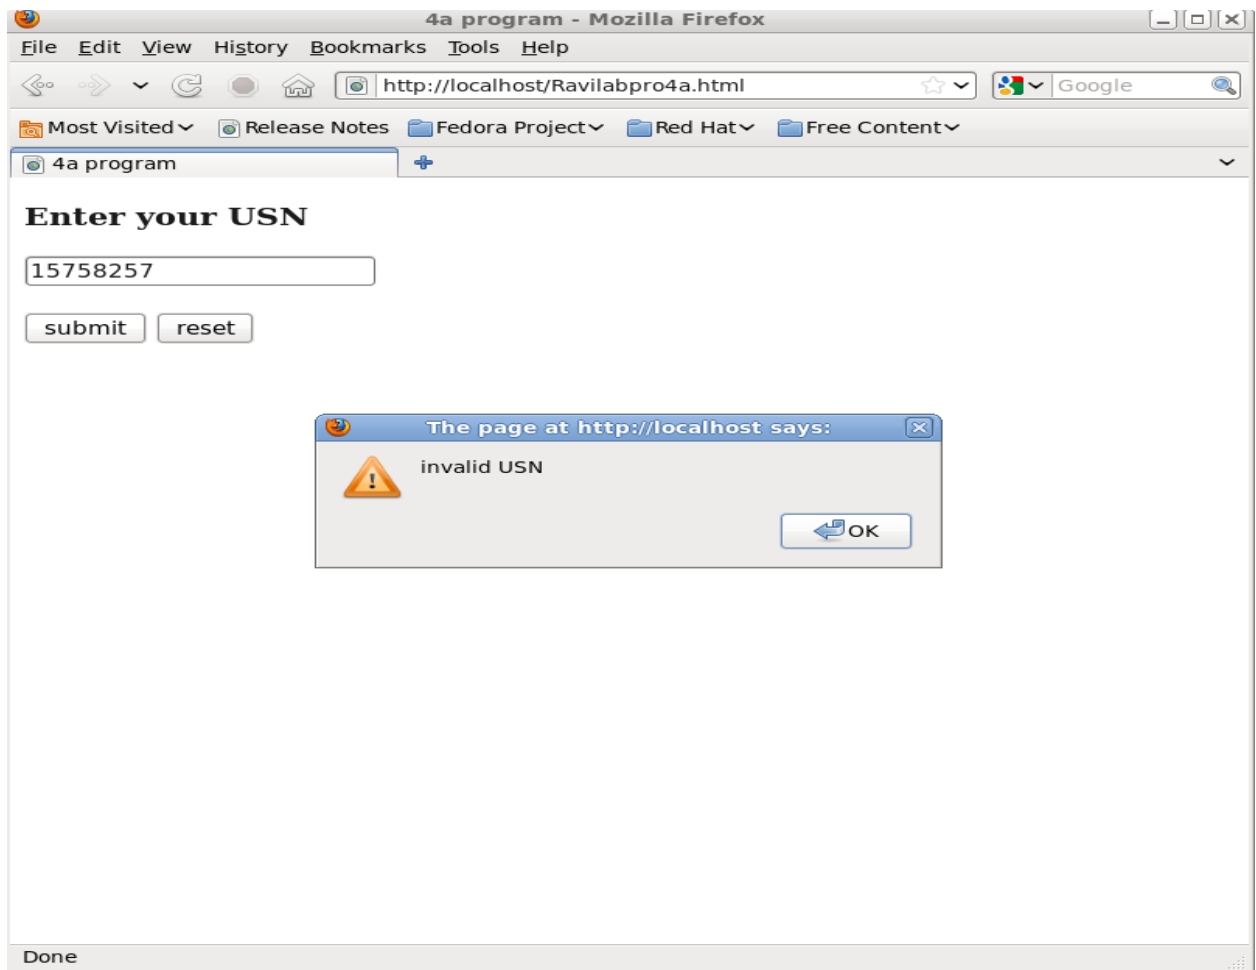 4a program - Mozilla Firefox
File Edit View History Bookmarks Tools Help
http://localhost/Ravilabpro4a.html Google
Most Visited Release Notes Fedora Project Red Hat Free Content
4a program
Enter your USN
15758257
submit reset
The page at http://localhost says:
invalid USN
OK
Done